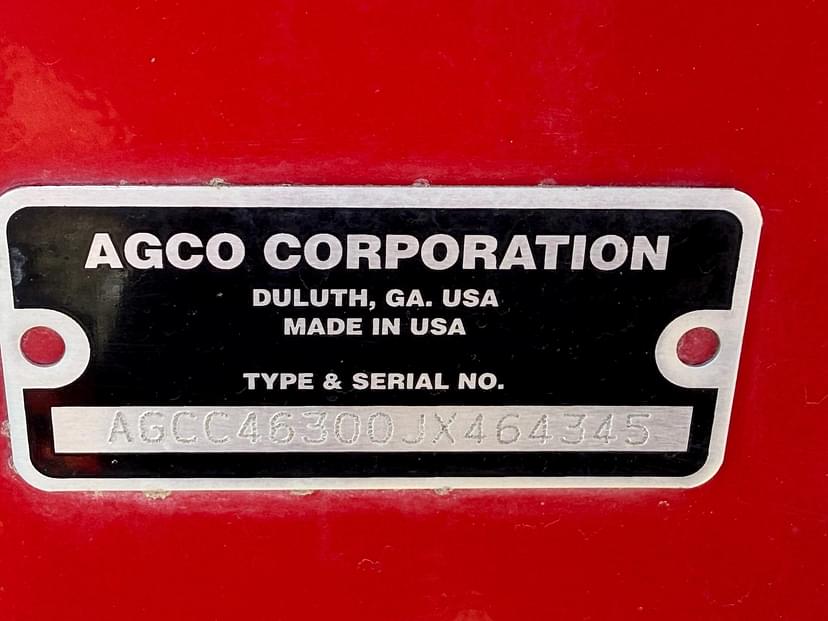 AGCO CORPORATION
DULUTH, GA. USA
MADE IN USA
TYPE & SERIAL NO.
AGCC46300JX464345